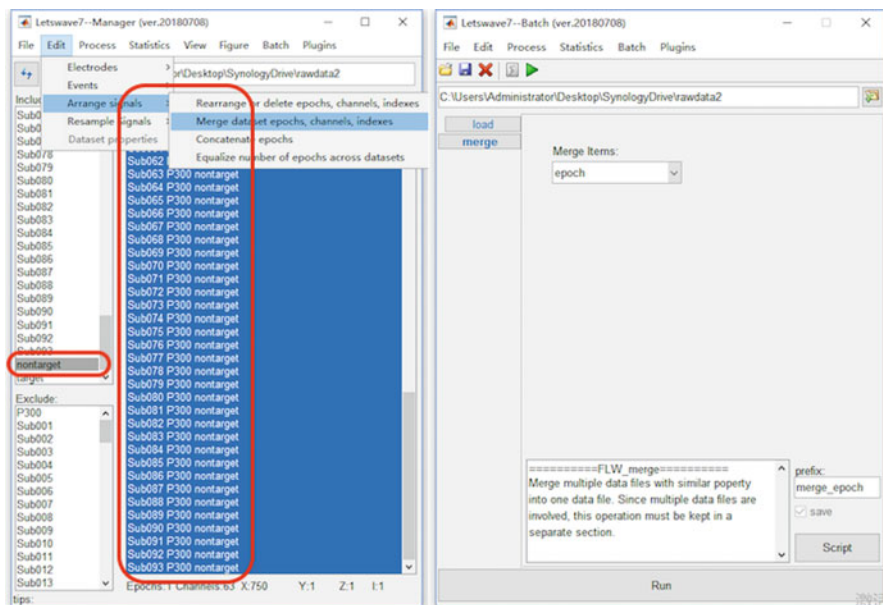 Letswave7--Manager (ver.20180708)
File Edit Process Statistics View Figure Batch Plugins
Electrodes
Events
Arrange signals
Resample Signals
Dataset properties
Rearrange or delete epochs, channels, indexes
Merge dataset epochs, channels, indexes
Concatenate epochs
Equalize number of epochs across datasets
or\Desktop\SynologyDrive\rawdata2
Include
Sub078
Sub079
Sub080
Sub081
Sub082
Sub083
Sub084
Sub085
Sub086
Sub087
Sub088
Sub089
Sub090
Sub091
Sub092
Sub093
nontarget
target
Exclude:
P300
Sub001
Sub002
Sub003
Sub004
Sub005
Sub006
Sub007
Sub008
Sub009
Sub010
Sub011
Sub012
Sub013
tips:
Sub062
Sub063 P300 nontarget
Sub064 P300 nontarget
Sub065 P300 nontarget
Sub066 P300 nontarget
Sub067 P300 nontarget
Sub068 P300 nontarget
Sub069 P300 nontarget
Sub070 P300 nontarget
Sub071 P300 nontarget
Sub072 P300 nontarget
Sub073 P300 nontarget
Sub074 P300 nontarget
Sub075 P300 nontarget
Sub076 P300 nontarget
Sub077 P300 nontarget
Sub078 P300 nontarget
Sub079 P300 nontarget
Sub080 P300 nontarget
Sub081 P300 nontarget
Sub082 P300 nontarget
Sub083 P300 nontarget
Sub084 P300 nontarget
Sub085 P300 nontarget
Sub086 P300 nontarget
Sub087 P300 nontarget
Sub088 P300 nontarget
Sub089 P300 nontarget
Sub090 P300 nontarget
Sub091 P300 nontarget
Sub092 P300 nontarget
Sub093 P300 nontarget
Epochs:1 Channels:63 X:750 Y:1 Z:1 I:1
Letswave7--Batch (ver.20180708)
File Edit Process Statistics Batch Plugins
C:\Users\Administrator\Desktop\SynologyDrive\rawdata2
load
merge
Merge Items:
epoch
==========FLW_merge==========
Merge multiple data files with similar poperty
into one data file. Since multiple data files are
involved, this operation must be kept in a
separate section.
prefix:
merge_epoch
save
Script
Run